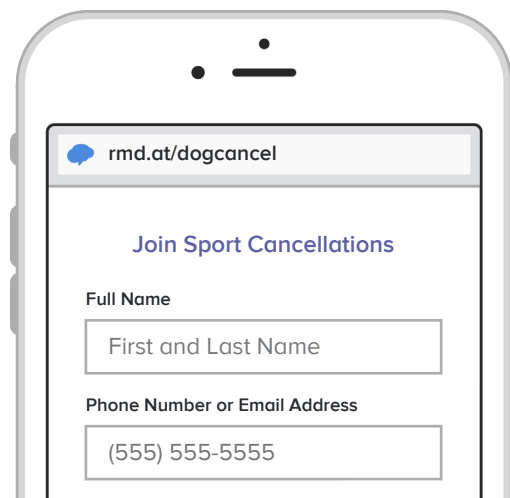 rmd.at/dogcancel
Join Sport Cancellations
Full Name
First and Last Name
Phone Number or Email Address
(555) 555-5555